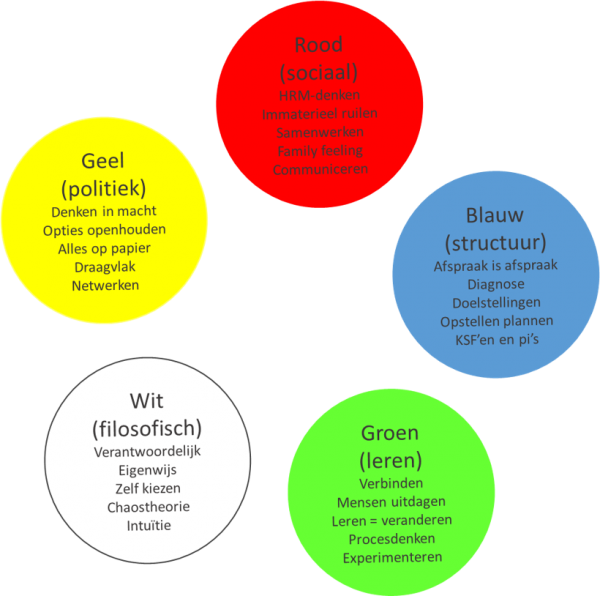 Rood
(sociaal)
HRM-denken
Immaterieel ruilen
Samenwerken
Family feeling
Communiceren
Geel
(politiek)
Denken in macht
Opties openhouden
Alles op papier
Draagvlak
Netwerken
Blauw
(structuur)
Afspraak is afspraak
Diagnose
Doelstellingen
Opstellen plannen
KSF’en en pi’s
Wit
(filosofisch)
Verantwoordelijk
Eigenwijs
Zelf kiezen
Chaostheorie
Intuïtie
Groen
(leren)
Verbinden
Mensen uitdagen
Leren = veranderen
Procesdenken
Experimenteren